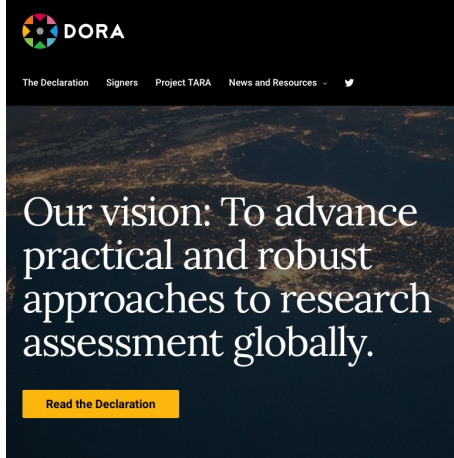 DORA
The Declaration Signers Project TARA News and Resources
Our vision: To advance
practical and robust
approaches to research
assessment globally.
Read the Declaration